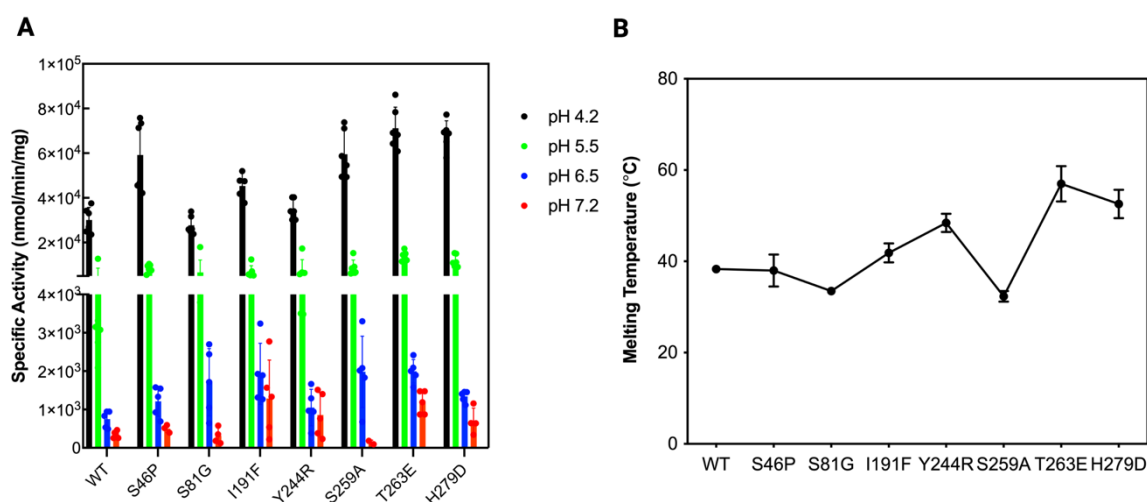 A
Specific Activity (nmol/min/mg)
1×10⁵
8×10⁴
6×10⁴
4×10⁴
2×10⁴
4×10³
3×10³
2×10³
1×10³
0
WT
S46P
S81G
I191F
Y244R
S259A
T263E
H279D
pH 4.2
pH 5.5
pH 6.5
pH 7.2
B
Melting Temperature (°C)
80
60
40
20
0
WT S46P S81G I191F Y244R S259A T263E H279D